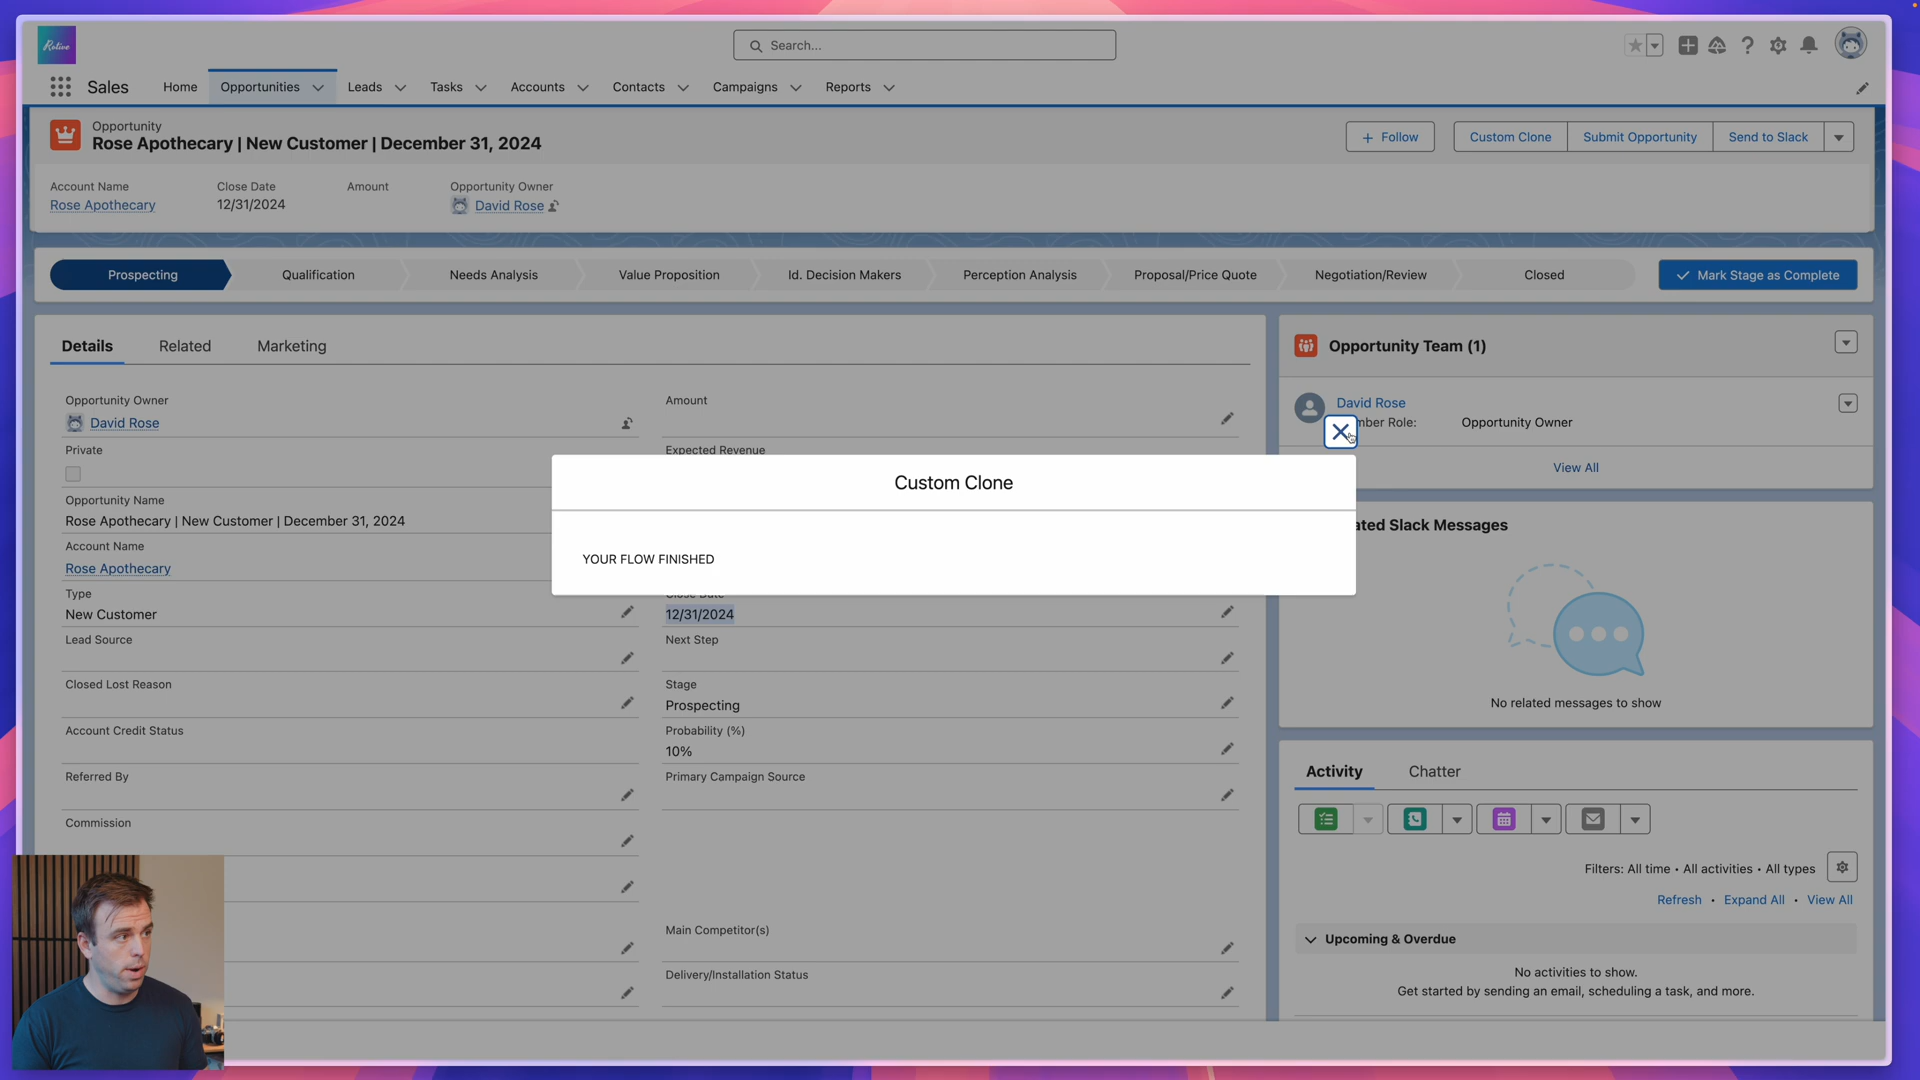 Rotive
Search...
Sales
Home
Opportunities
Leads
Tasks
Accounts
Contacts
Campaigns
Reports
Opportunity
Rose Apothecary | New Customer | December 31, 2024
+ Follow
Custom Clone
Submit Opportunity
Send to Slack
Account Name
Close Date
Amount
Opportunity Owner
Rose Apothecary
12/31/2024
David Rose
Prospecting
Qualification
Needs Analysis
Value Proposition
Id. Decision Makers
Perception Analysis
Proposal/Price Quote
Negotiation/Review
Closed
Mark Stage as Complete
Details
Related
Marketing
Opportunity Owner
David Rose
Private
Opportunity Name
Rose Apothecary | New Customer | December 31, 2024
Account Name
Rose Apothecary
Type
New Customer
Lead Source
Closed Lost Reason
Account Credit Status
Referred By
Commission
Amount
Expected Revenue
Custom Clone
YOUR FLOW FINISHED
Close Date
12/31/2024
Next Step
Stage
Prospecting
Probability (%)
10%
Primary Campaign Source
Main Competitor(s)
Delivery/Installation Status
Opportunity Team (1)
David Rose
mber Role:
Opportunity Owner
View All
ated Slack Messages
No related messages to show
Activity
Chatter
Filters: All time • All activities • All types
Refresh • Expand All • View All
Upcoming & Overdue
No activities to show.
Get started by sending an email, scheduling a task, and more.